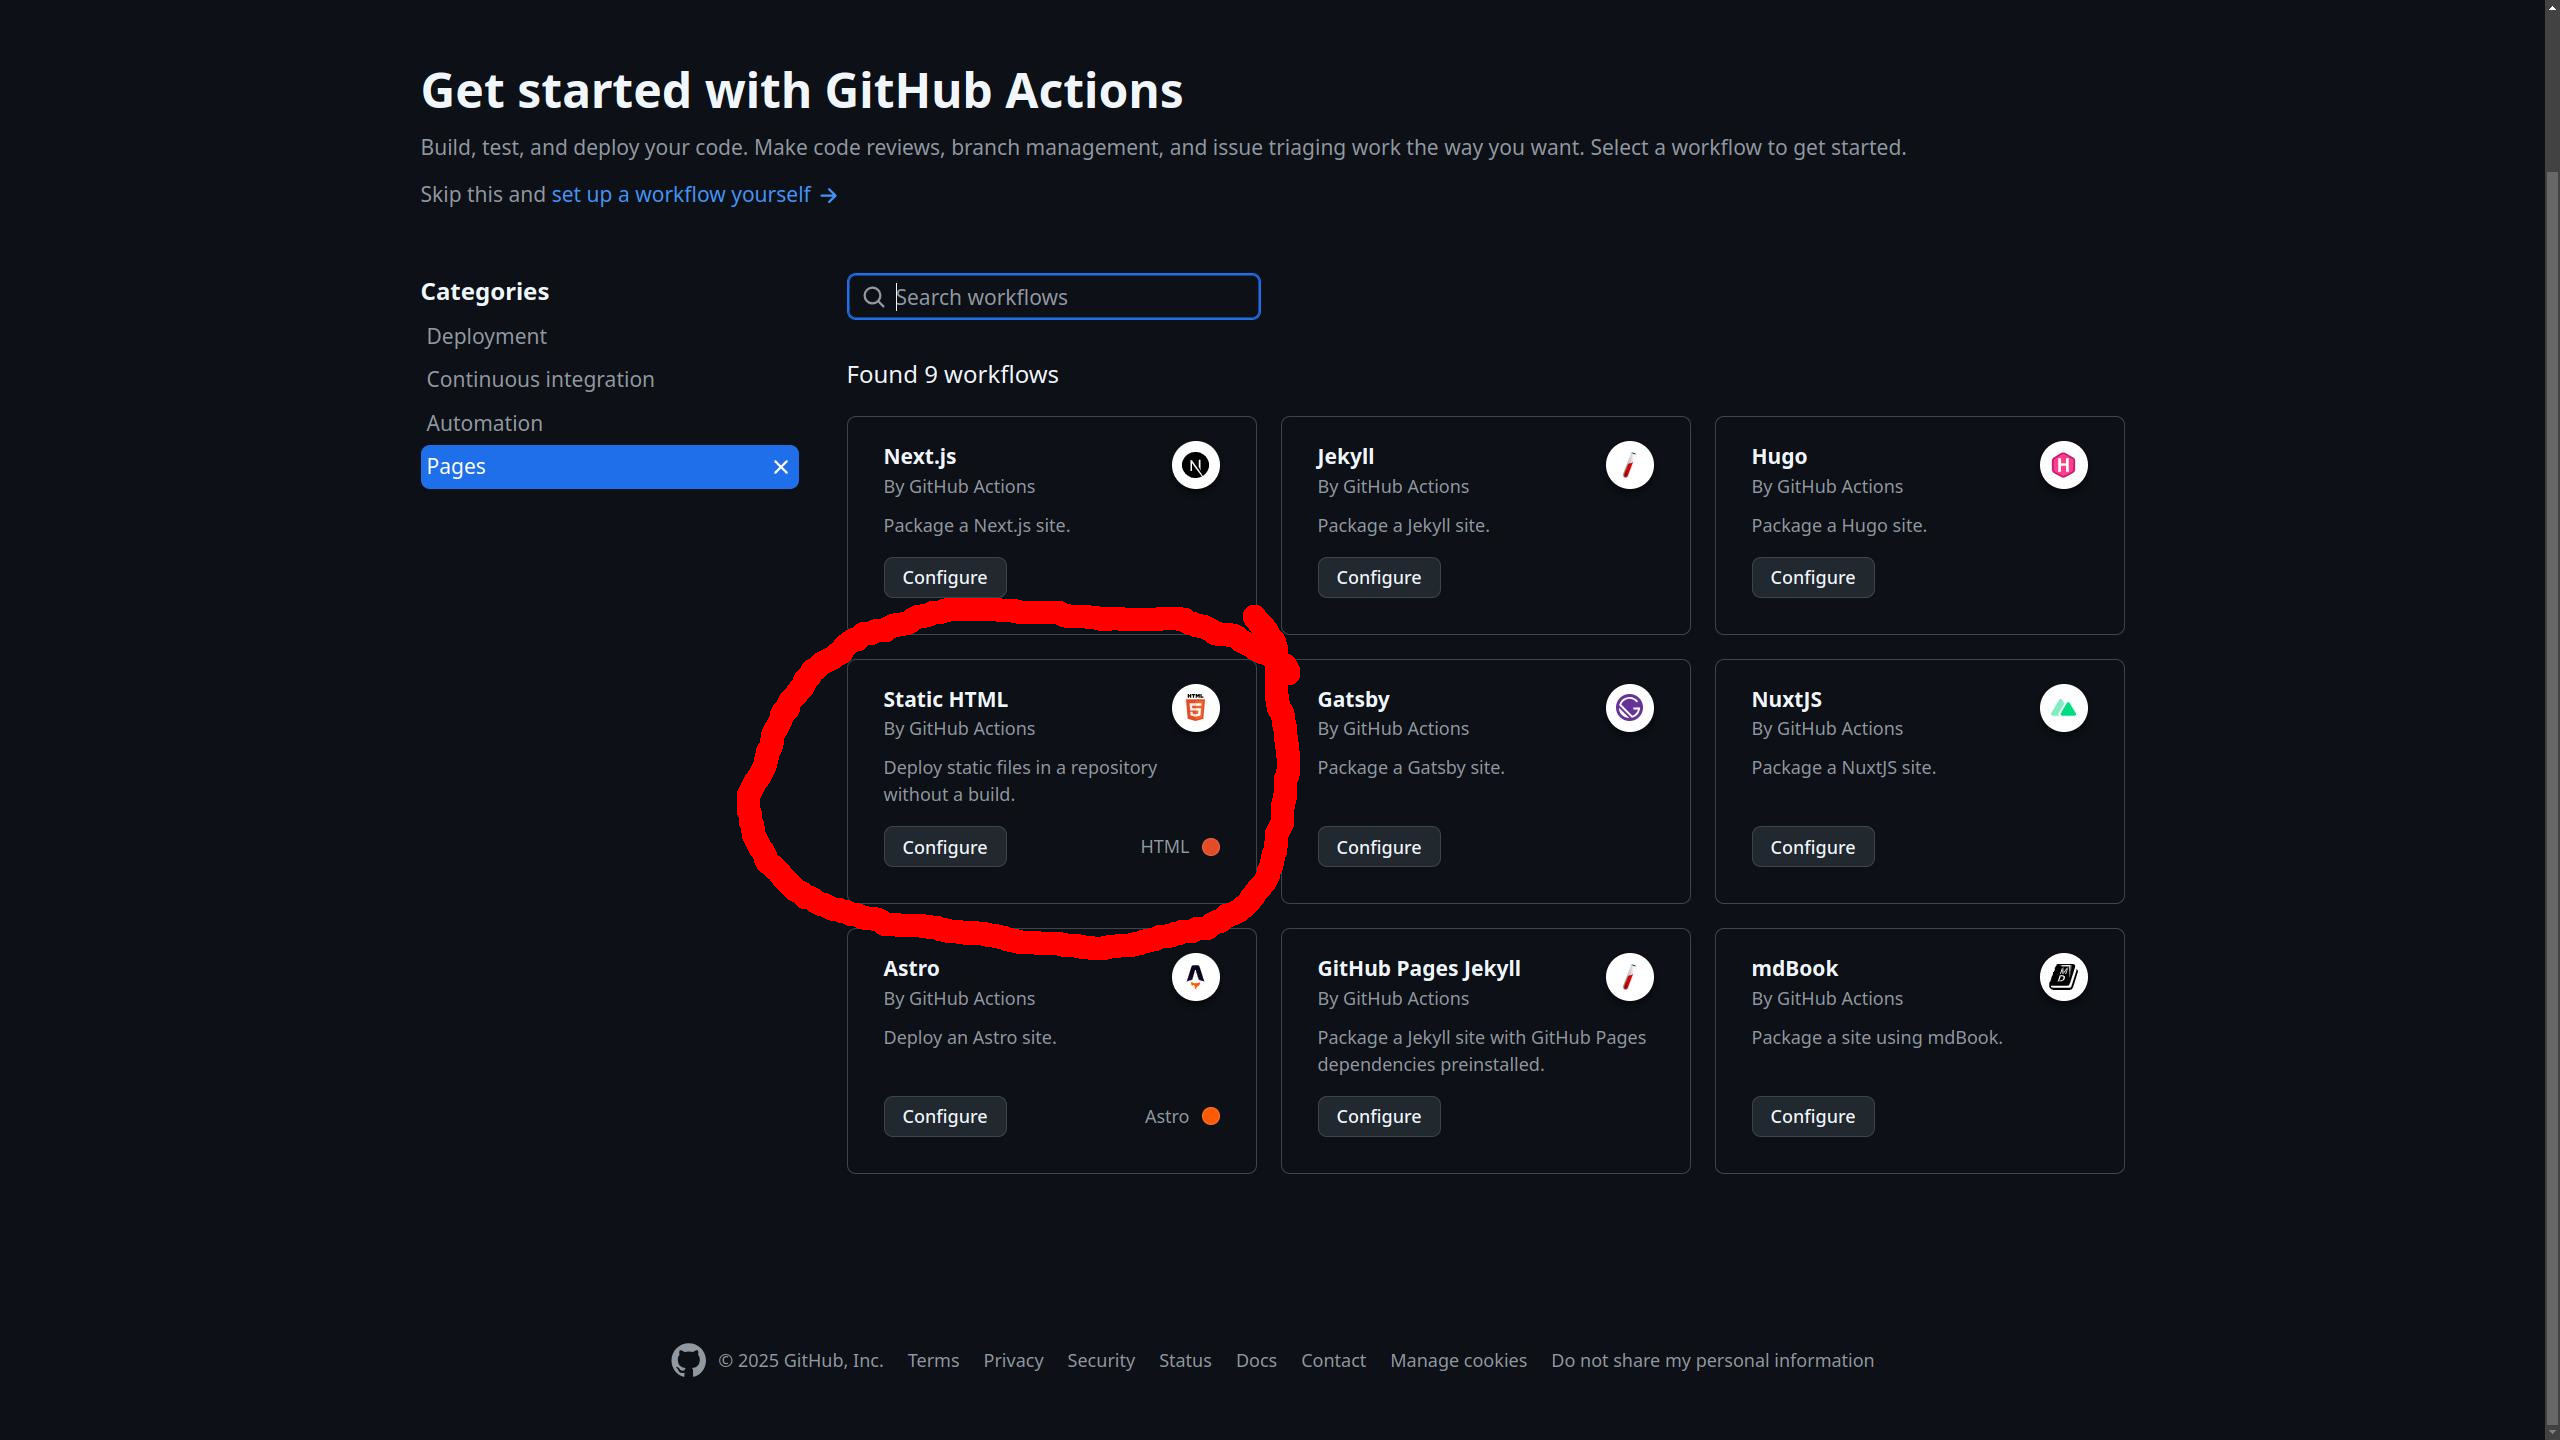 Get started with GitHub Actions
Build, test, and deploy your code. Make code reviews, branch management, and issue triaging work the way you want. Select a workflow to get started.
Skip this and set up a workflow yourself →
Categories
Deployment
Continuous integration
Automation
Pages
Search workflows
Found 9 workflows
Next.js
By GitHub Actions
Package a Next.js site.
Configure
Jekyll
By GitHub Actions
Package a Jekyll site.
Configure
Hugo
By GitHub Actions
Package a Hugo site.
Configure
Static HTML
By GitHub Actions
Deploy static files in a repository
without a build.
Configure
HTML
Gatsby
By GitHub Actions
Package a Gatsby site.
Configure
NuxtJS
By GitHub Actions
Package a NuxtJS site.
Configure
Astro
By GitHub Actions
Deploy an Astro site.
Configure
Astro
GitHub Pages Jekyll
By GitHub Actions
Package a Jekyll site with GitHub Pages
dependencies preinstalled.
Configure
mdBook
By GitHub Actions
Package a site using mdBook.
Configure
© 2025 GitHub, Inc. Terms Privacy Security Status Docs Contact Manage cookies Do not share my personal information